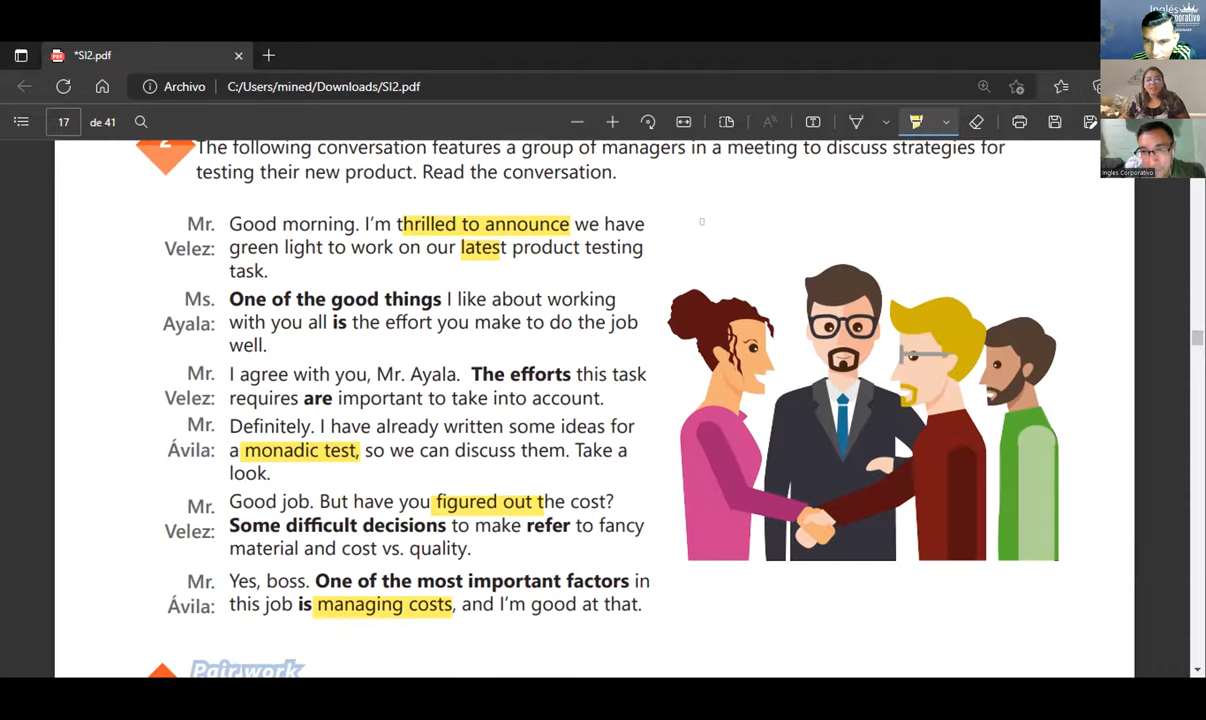 Inglés
Corporativo
*SI2.pdf
Archivo C:/Users/mined/Downloads/SI2.pdf
17 de 41
Inglés Corporativo
2 The following conversation features a group of managers in a meeting to discuss strategies for
testing their new product. Read the conversation.
Mr. Good morning. I'm thrilled to announce we have
Velez: green light to work on our latest product testing
task.
Ms. One of the good things I like about working
Ayala: with you all is the effort you make to do the job
well.
Mr. I agree with you, Mr. Ayala. The efforts this task
Velez: requires are important to take into account.
Mr. Definitely. I have already written some ideas for
Ávila: a monadic test, so we can discuss them. Take a
look.
Mr. Good job. But have you figured out the cost?
Velez: Some difficult decisions to make refer to fancy
material and cost vs. quality.
Mr. Yes, boss. One of the most important factors in
Ávila: this job is managing costs, and I'm good at that.
Pair work